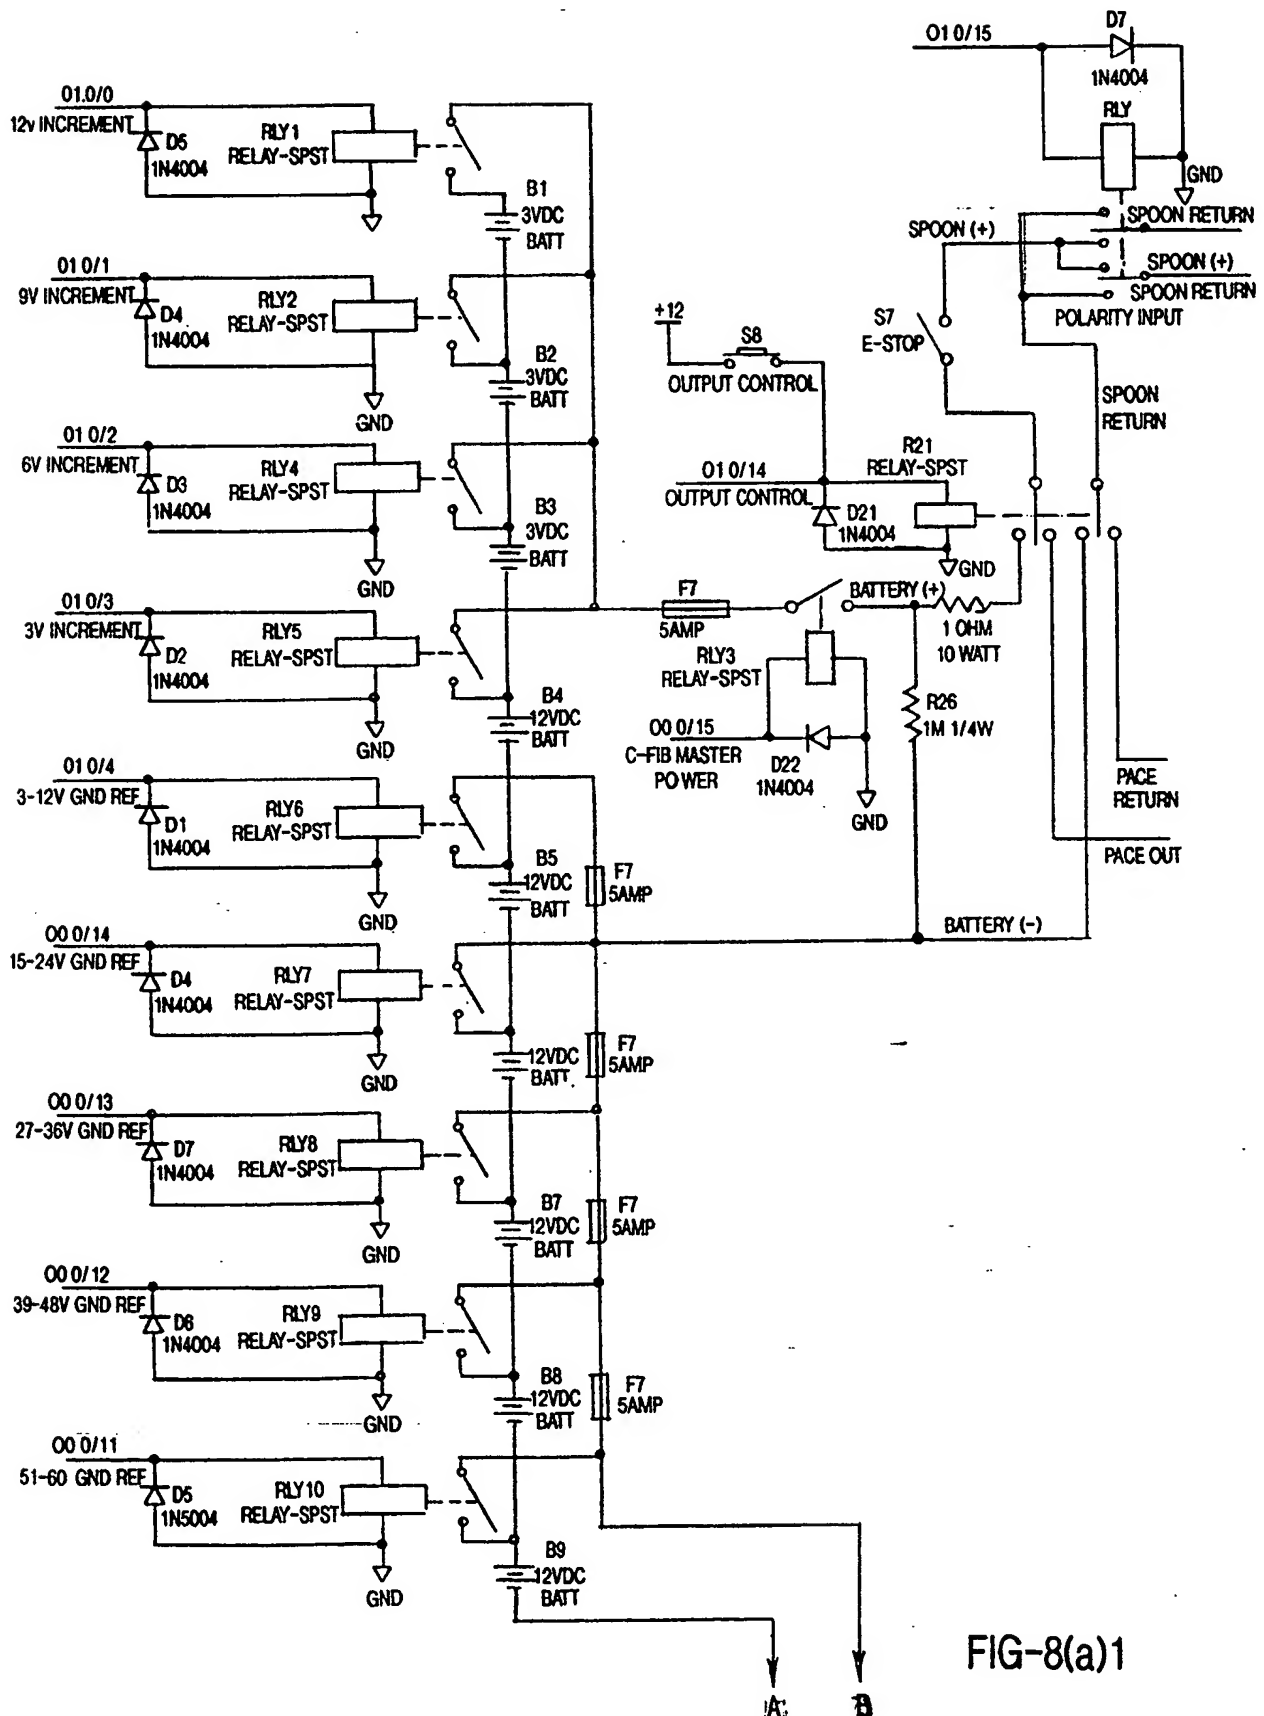 01.0/0
12v INCREMENT
D5
1N4004
RLY1
RELAY-SPST
B1
3VDC
BATT
01 0/1
9V INCREMENT
D4
1N4004
RLY2
RELAY-SPST
GND
B2
3VDC
BATT
01 0/2
6V INCREMENT
D3
1N4004
RLY4
RELAY-SPST
GND
B3
3VDC
BATT
01 0/3
3V INCREMENT
D2
1N4004
RLY5
RELAY-SPST
GND
B4
12VDC
BATT
01 0/4
3-12V GND REF
D1
1N4004
RLY6
RELAY-SPST
GND
B5
12VDC
BATT
F7
5AMP
00 0/14
15-24V GND REF
D4
1N4004
RLY7
RELAY-SPST
GND
12VDC
BATT
F7
5AMP
00 0/13
27-36V GND REF
D7
1N4004
RLY8
RELAY-SPST
GND
B7
12VDC
BATT
F7
5AMP
00 0/12
39-48V GND REF
D6
1N4004
RLY9
RELAY-SPST
GND
B8
12VDC
BATT
F7
5AMP
00 0/11
51-60 GND REF
D5
1N5004
RLY10
RELAY-SPST
GND
B9
12VDC
BATT
A
B
01 0/15
D7
1N4004
RLY
GND
SPOON RETURN
SPOON (+)
SPOON (+)
SPOON RETURN
POLARITY INPUT
S7
E-STOP
+12
S8
OUTPUT CONTROL
SPOON
RETURN
R21
RELAY-SPST
01 0/14
OUTPUT CONTROL
D21
1N4004
GND
F7
5AMP
BATTERY (+)
1 OHM
10 WATT
RLY3
RELAY-SPST
R26
1M 1/4W
00 0/15
C-FIB MASTER
POWER
D22
1N4004
GND
PACE
RETURN
PACE OUT
BATTERY (-)
FIG-8(a)1